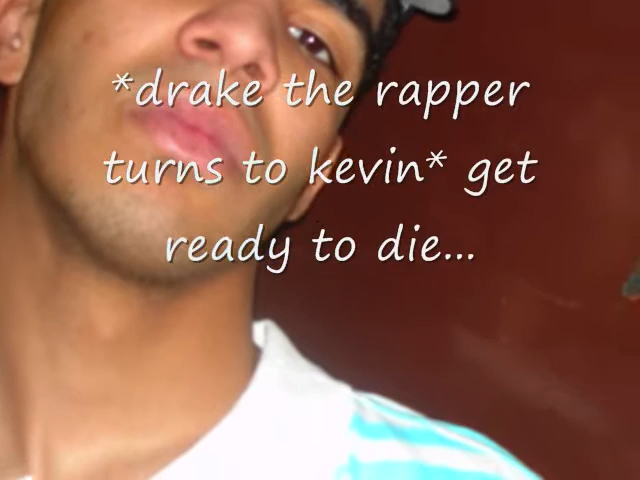 *drake the rapper
turns to kevin* get
ready to die...